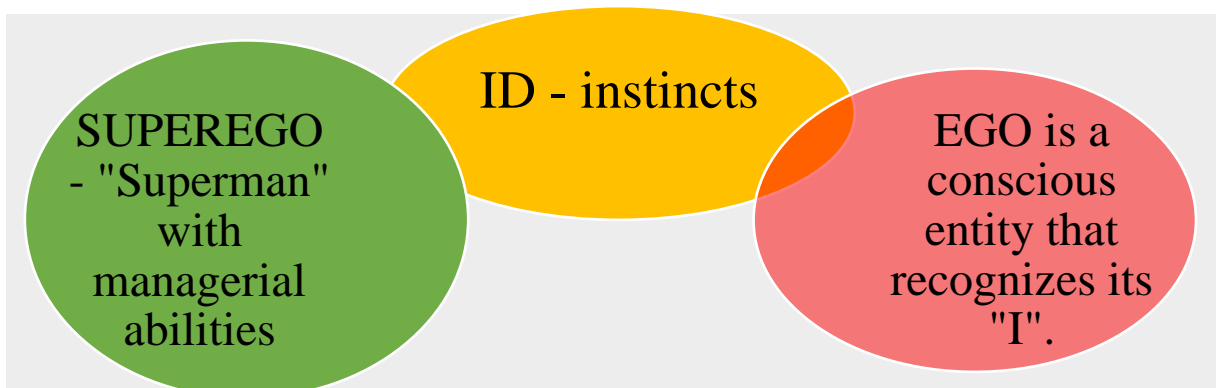 SUPEREGO
- "Superman"
with
managerial
abilities
ID - instincts
EGO is a
conscious
entity that
recognizes its
"I".